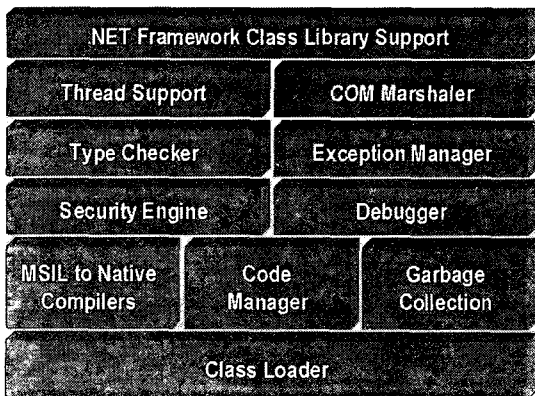 .NET Framework Class Library Support
Thread Support
COM Marshaler
Type Checker
Exception Manager
Security Engine
Debugger
MSIL to Native
Compilers
Code
Manager
Garbage
Collection
Class Loader